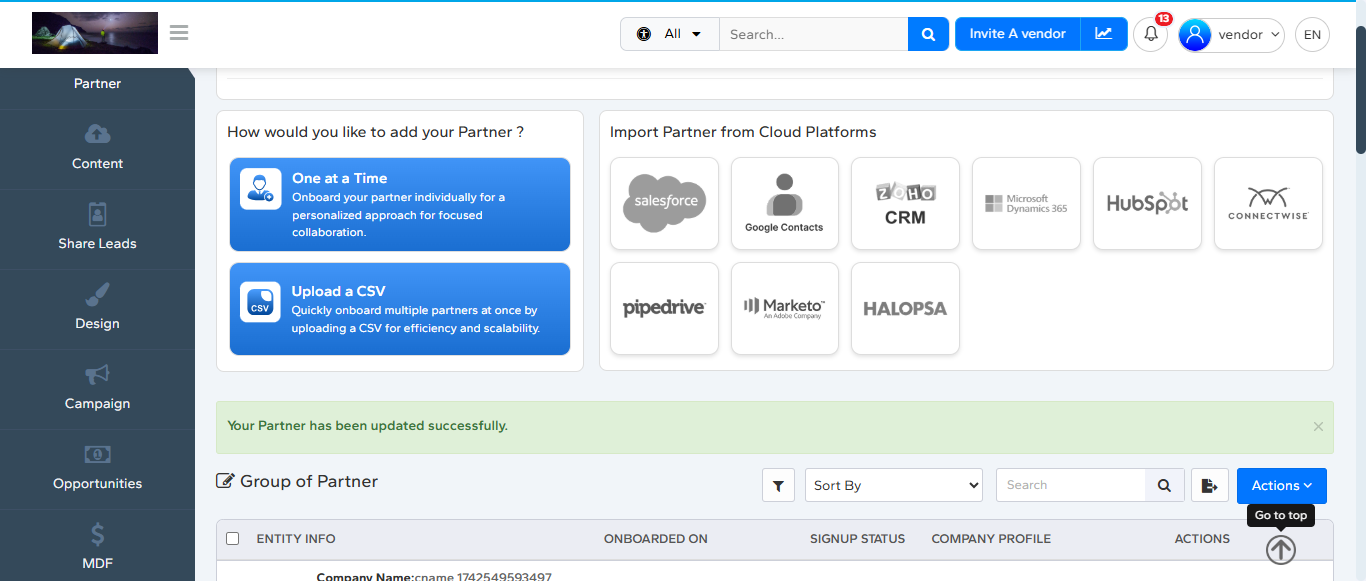 All
Search...
Invite A vendor
13
vendor
EN
Partner
Content
Share Leads
Design
Campaign
Opportunities
MDF
How would you like to add your Partner ?
One at a Time
Onboard your partner individually for a
personalized approach for focused
collaboration.
CSV
Upload a CSV
Quickly onboard multiple partners at once by
uploading a CSV for efficiency and scalability.
Import Partner from Cloud Platforms
salesforce
Google Contacts
ZOHO
CRM
Microsoft
Dynamics 365
HubSpot
CONNECTWISE
pipedrive
Marketo™
An Adobe Company
HALOPSA
Your Partner has been updated successfully.
×
Group of Partner
Sort By
Search
Actions
Go to top
ENTITY INFO
ONBOARDED ON
SIGNUP STATUS
COMPANY PROFILE
ACTIONS
Company Name:cname 1742549593497